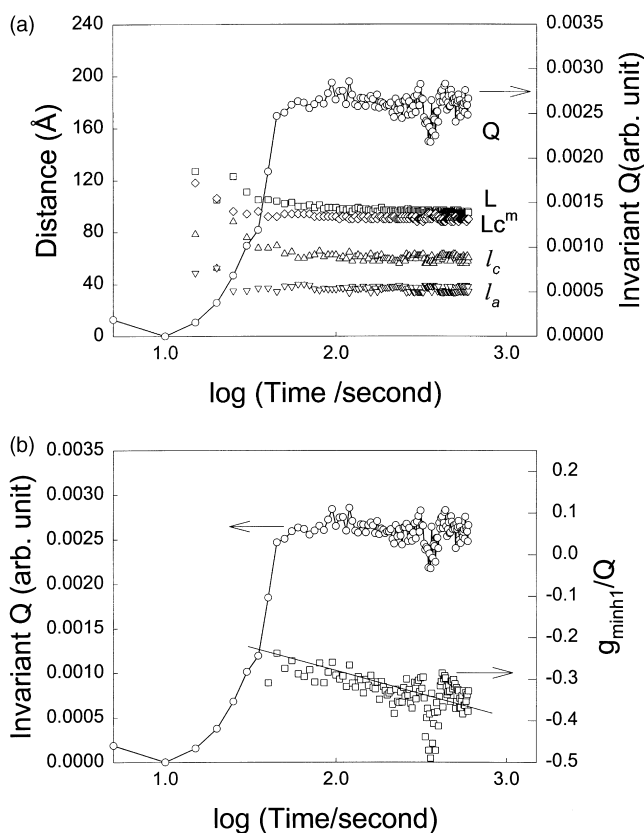 (a)
240
200
160
120
80
40
0
Distance (Å)
0.0035
0.0030
0.0025
0.0020
0.0015
0.0010
0.0005
0.0000
Invariant Q(arb. unit)
Q
L
Lcᵐ
l_c
l_a
1.0 2.0 3.0
log (Time /second)
(b)
0.0035
0.0030
0.0025
0.0020
0.0015
0.0010
0.0005
0.0000
Invariant Q (arb. unit)
0.2
0.1
0.0
-0.1
-0.2
-0.3
-0.4
-0.5
g_minh1/Q
1.0 2.0 3.0
log (Time/second)